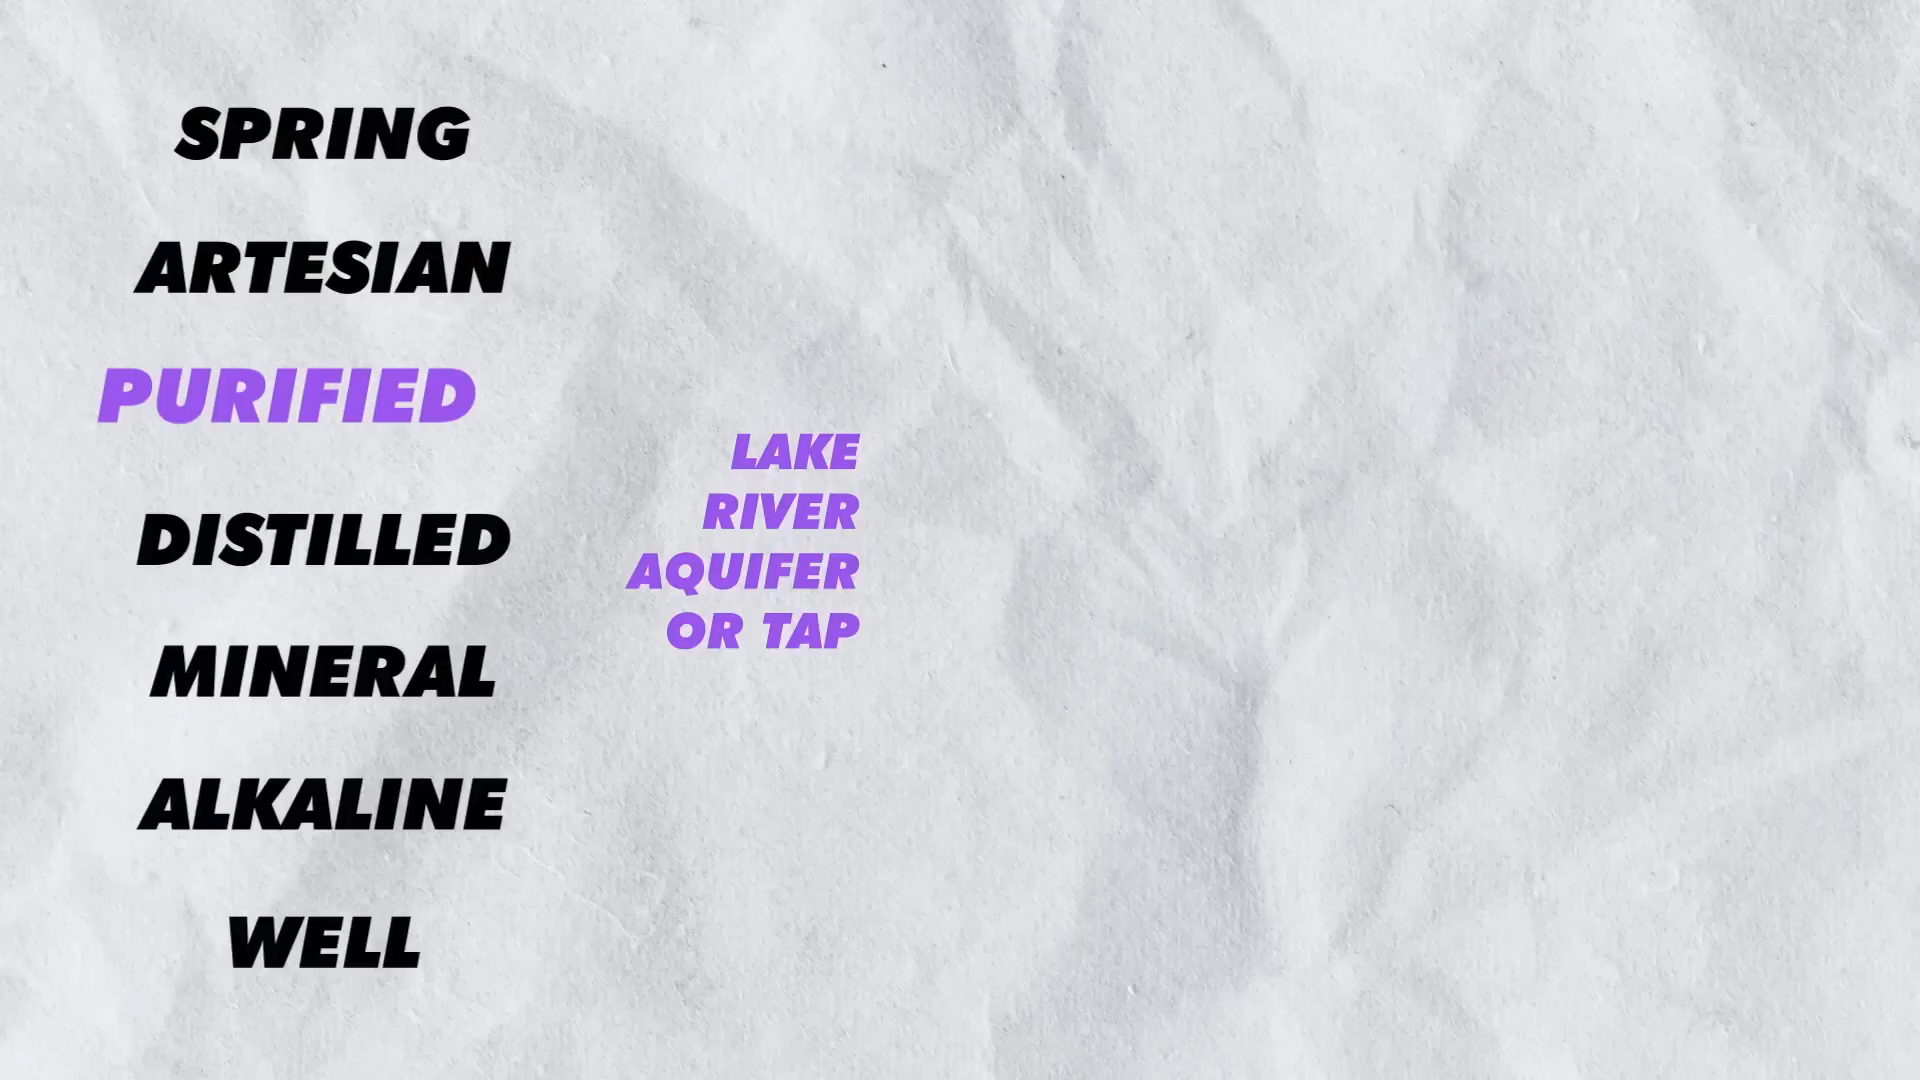 SPRING
ARTESIAN
PURIFIED
DISTILLED
MINERAL
ALKALINE
WELL
LAKE
RIVER
AQUIFER
OR TAP